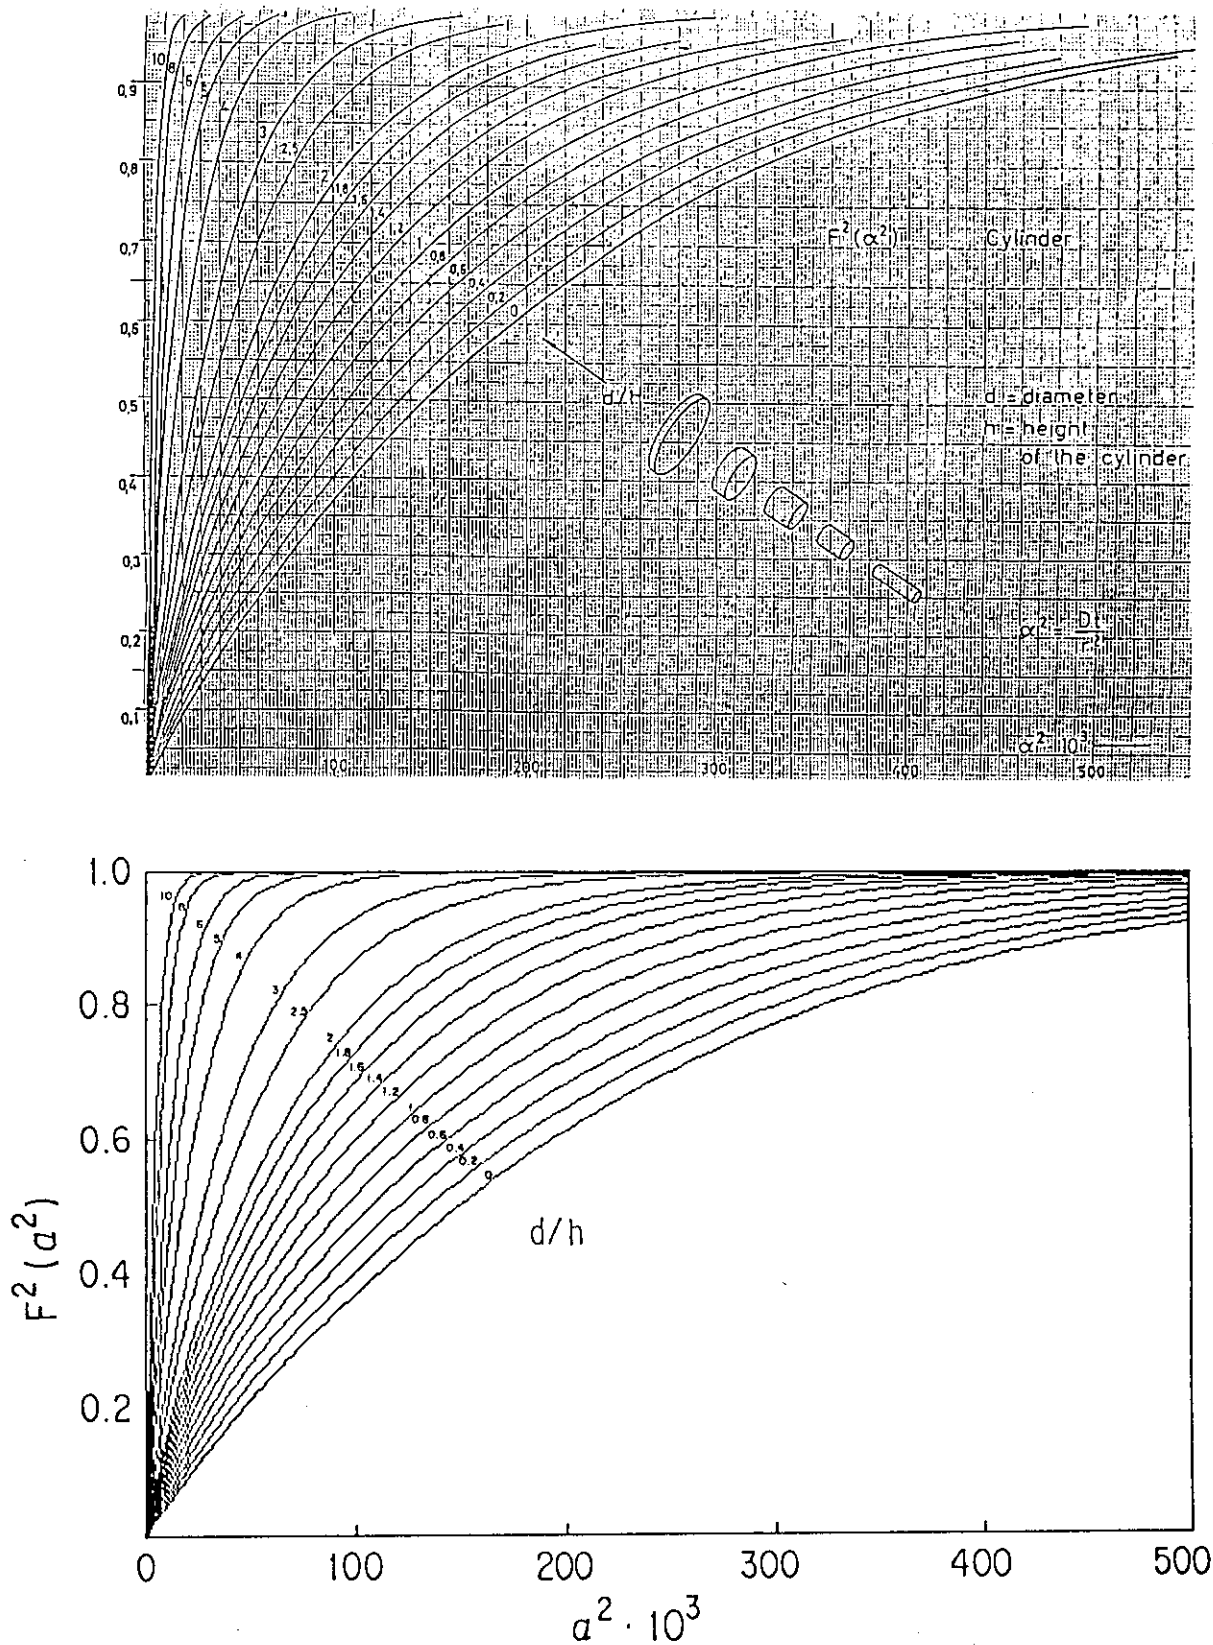 10 8 6 5 4 3 2,5 2 1,8 1,6 1,4 1,2 1 0,8 0,6 0,4 0,2 0
0,9
0,8
0,7
0,6
0,5
0,4
0,3
0,2
0,1
F²(α²) Cylinder
d/h
d = diameter
h = height
of the cylinder
α² = Dt/r²
α² · 10³
100 200 300 400 500
1.0
0.8
0.6
0.4
0.2
F² (a²)
10 8 6 5 4 3 2.5 2 1.8 1.6 1.4 1.2 1 0.8 0.6 0.4 0.2 0
d/h
0 100 200 300 400 500
a² · 10³